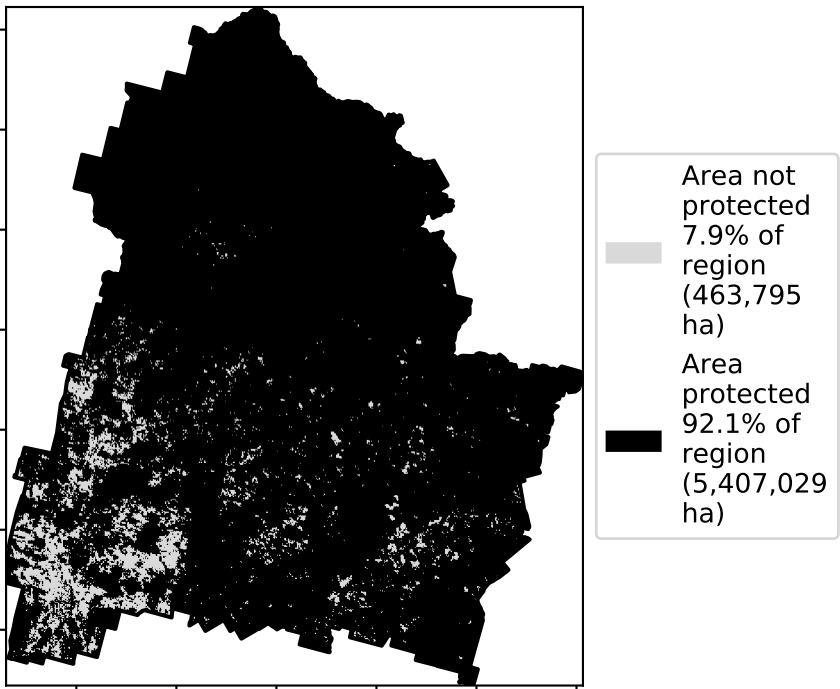 Area not
protected
7.9% of
region
(463,795
ha)
Area
protected
92.1% of
region
(5,407,029
ha)